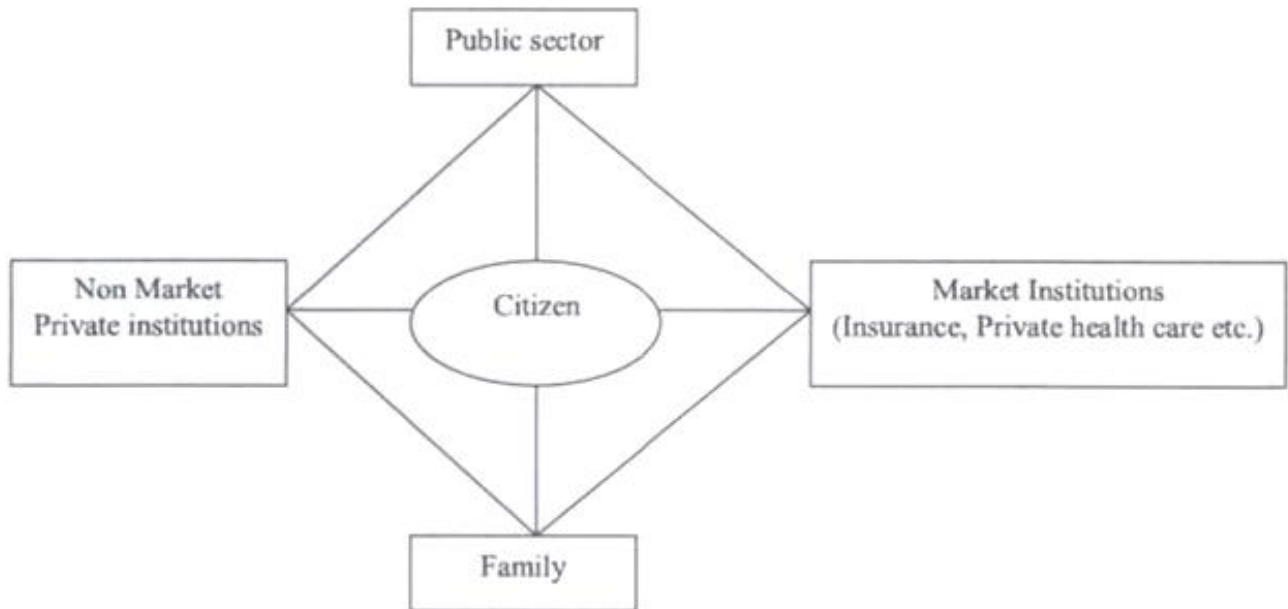 Public sector
Non Market
Private institutions
Citizen
Market Institutions
(Insurance, Private health care etc.)
Family